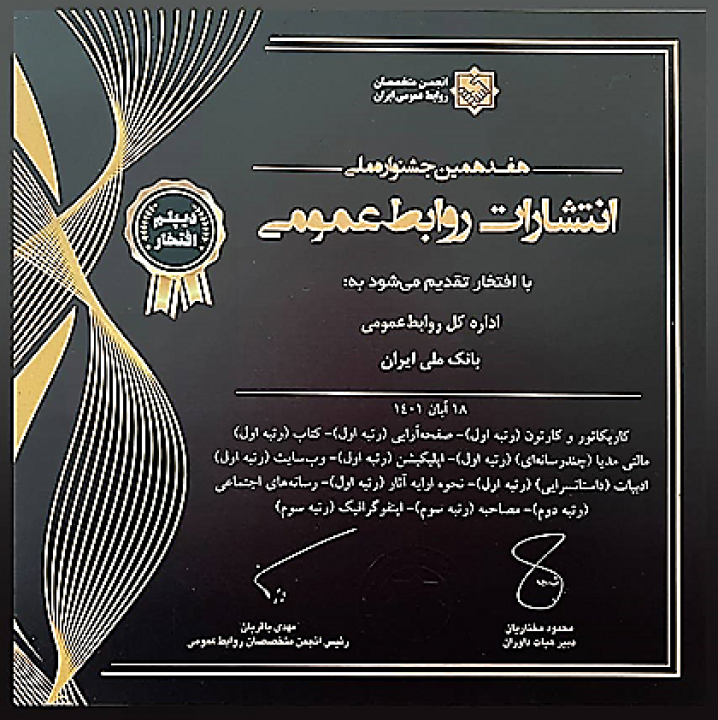 انجمن متخصصان
روابط عمومی ایران
هفدهمین جشنواره ملی
انتشارات روابط عمومی
دیپلم
افتخار
با افتخار تقدیم می‌شود به:
اداره کل روابط عمومی
بانک ملی ایران
۱۸ آبان ۱۴۰۱
کاریکاتور و کارتون (رتبه اول)- صفحه‌آرایی (رتبه اول)- کتاب (رتبه اول)
مالتی مدیا (چندرسانه‌ای) (رتبه اول)- اپلیکیشن (رتبه اول)- وب‌سایت (رتبه اول)
ادبیات (داستانسرایی) (رتبه اول)- نحوه ارایه آثار (رتبه اول)- رسانه‌های اجتماعی
(رتبه دوم)- مصاحبه (رتبه سوم)- اینفوگرافیک (رتبه سوم)
محمود مختاریان
دبیر هیات داوران
مهدی باقریان
رئیس انجمن متخصصان روابط عمومی